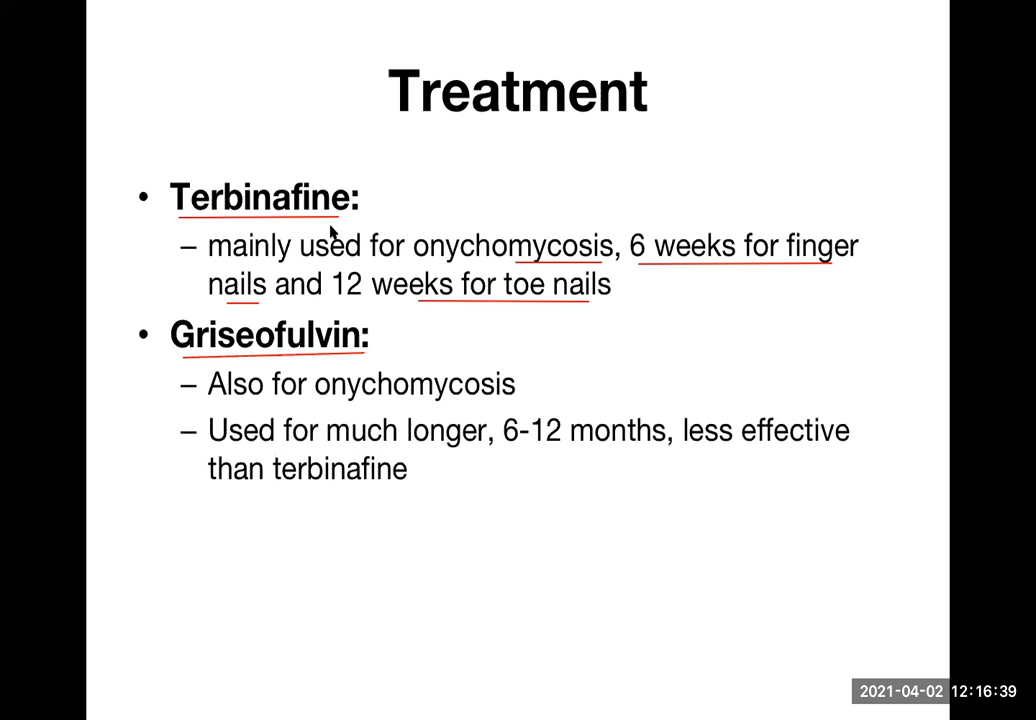 Treatment
• Terbinafine:
– mainly used for onychomycosis, 6 weeks for finger
nails and 12 weeks for toe nails
• Griseofulvin:
– Also for onychomycosis
– Used for much longer, 6-12 months, less effective
than terbinafine
2021-04-02 12:16:39